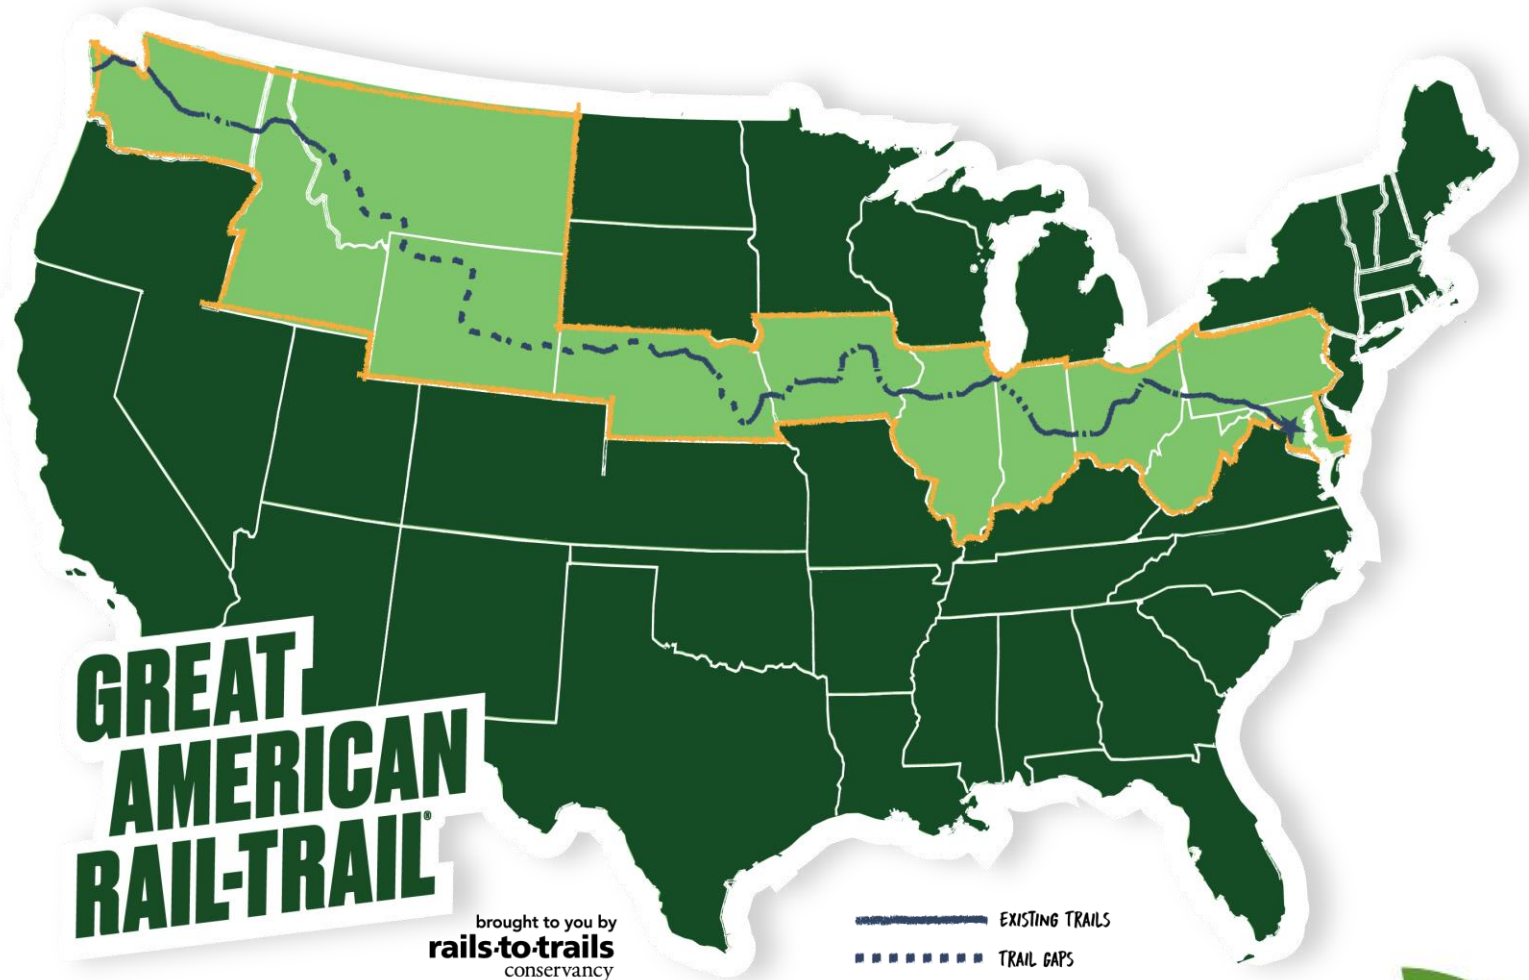 GREAT
AMERICAN
RAIL-TRAIL®
brought to you by
rails·to·trails
conservancy
EXISTING TRAILS
TRAIL GAPS